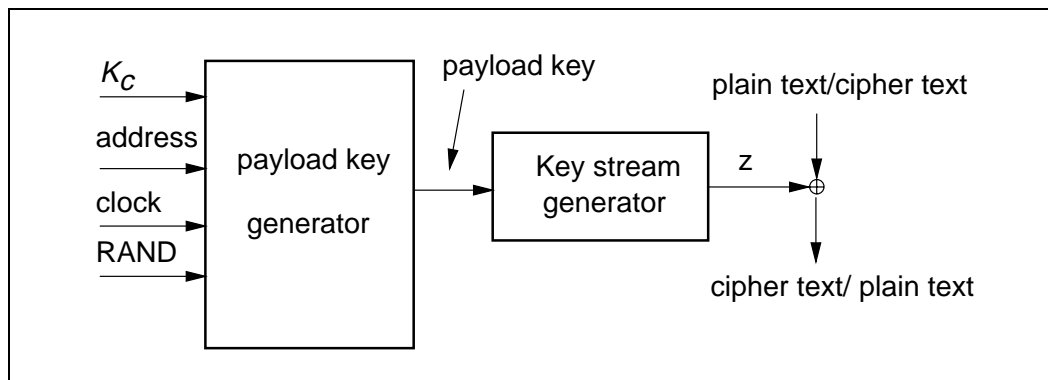 K_C
address
clock
RAND
payload key
generator
payload key
Key stream
generator
z
plain text/cipher text
cipher text/ plain text